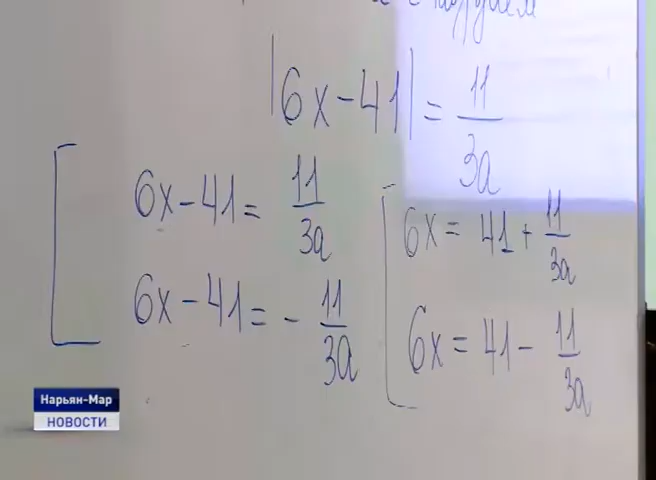 с модулем
|6x-41| = 11/3a
6x-41 = 11/3a
6x-41 = - 11/3a
6x = 41 + 11/3a
6x = 41 - 11/3a
Нарьян-Мар
НОВОСТИ